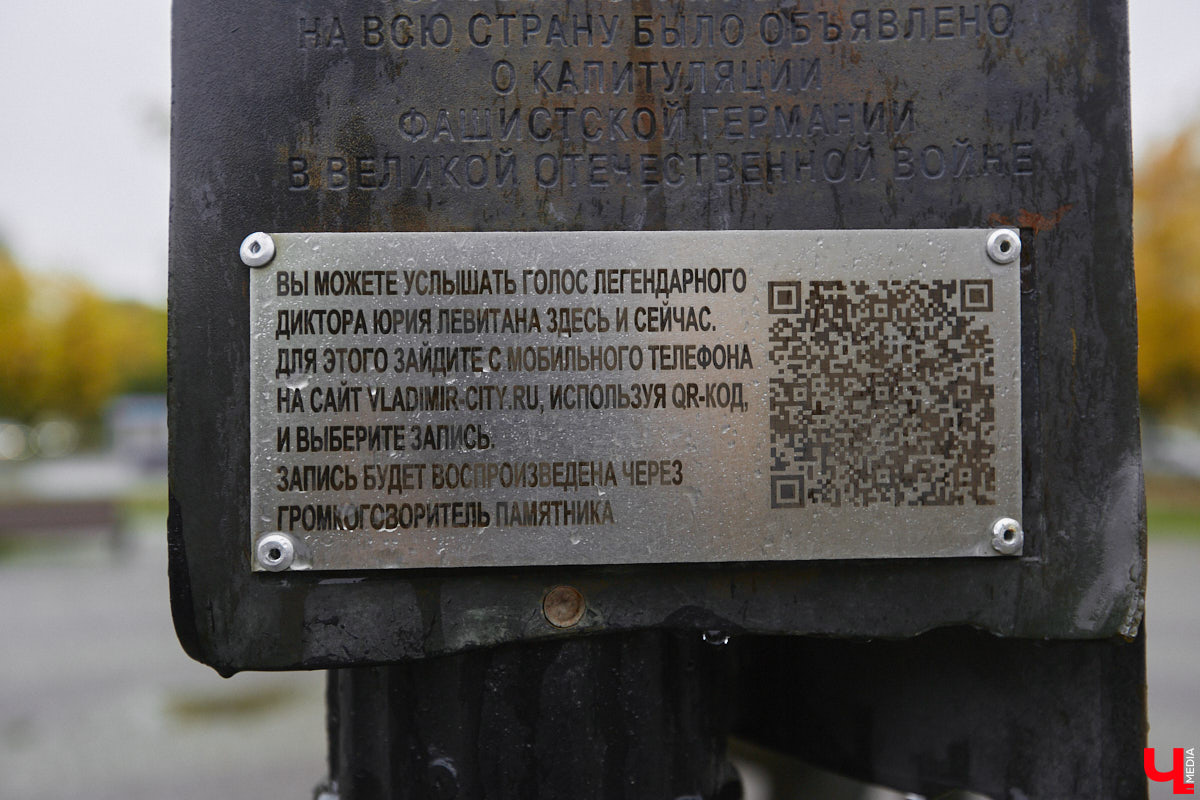 НА ВСЮ СТРАНУ БЫЛО ОБЪЯВЛЕНО
О КАПИТУЛЯЦИИ
ФАШИСТСКОЙ ГЕРМАНИИ
В ВЕЛИКОЙ ОТЕЧЕСТВЕННОЙ ВОЙНЕ
ВЫ МОЖЕТЕ УСЛЫШАТЬ ГОЛОС ЛЕГЕНДАРНОГО
ДИКТОРА ЮРИЯ ЛЕВИТАНА ЗДЕСЬ И СЕЙЧАС.
ДЛЯ ЭТОГО ЗАЙДИТЕ С МОБИЛЬНОГО ТЕЛЕФОНА
НА САЙТ VLADIMIR-CITY.RU, ИСПОЛЬЗУЯ QR-КОД,
И ВЫБЕРИТЕ ЗАПИСЬ.
ЗАПИСЬ БУДЕТ ВОСПРОИЗВЕДЕНА ЧЕРЕЗ
ГРОМКОГОВОРИТЕЛЬ ПАМЯТНИКА
Ч MEDIA